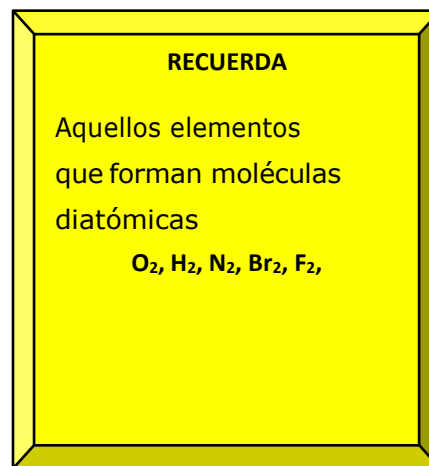 RECUERDA
Aquellos elementos
que forman moléculas
diatómicas
O₂, H₂, N₂, Br₂, F₂,